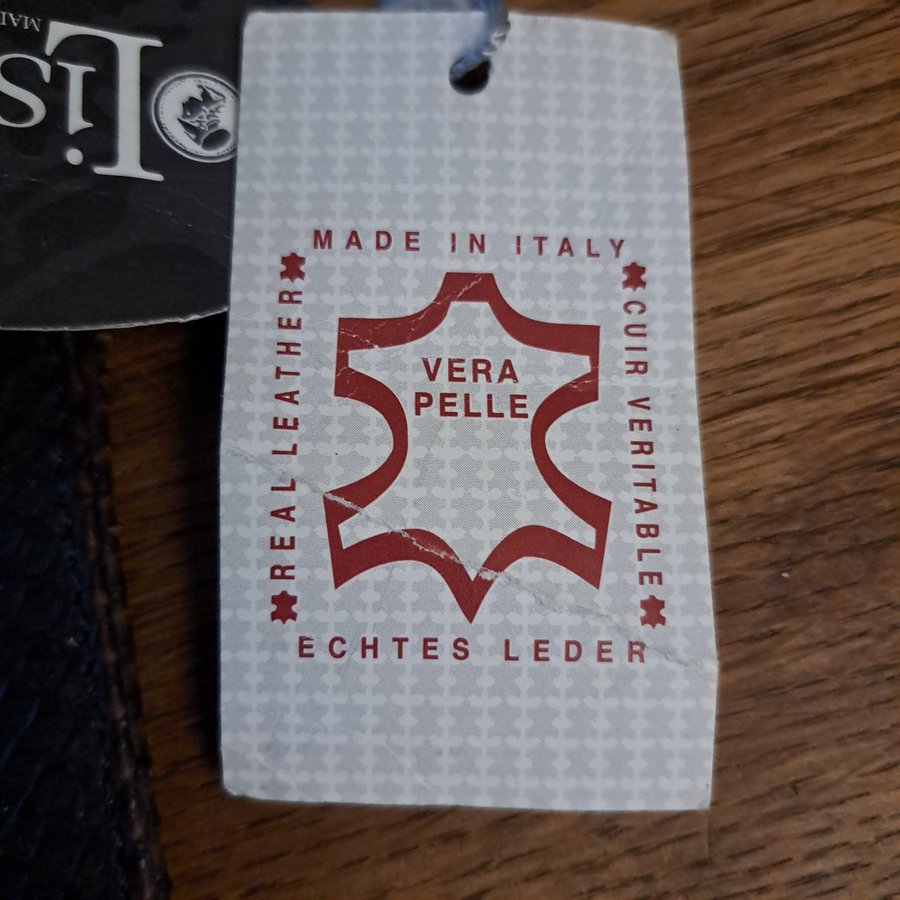 MADE IN ITALY
REAL LEATHER
VERA
PELLE
CUIR VERITABLE
ECHTES LEDER